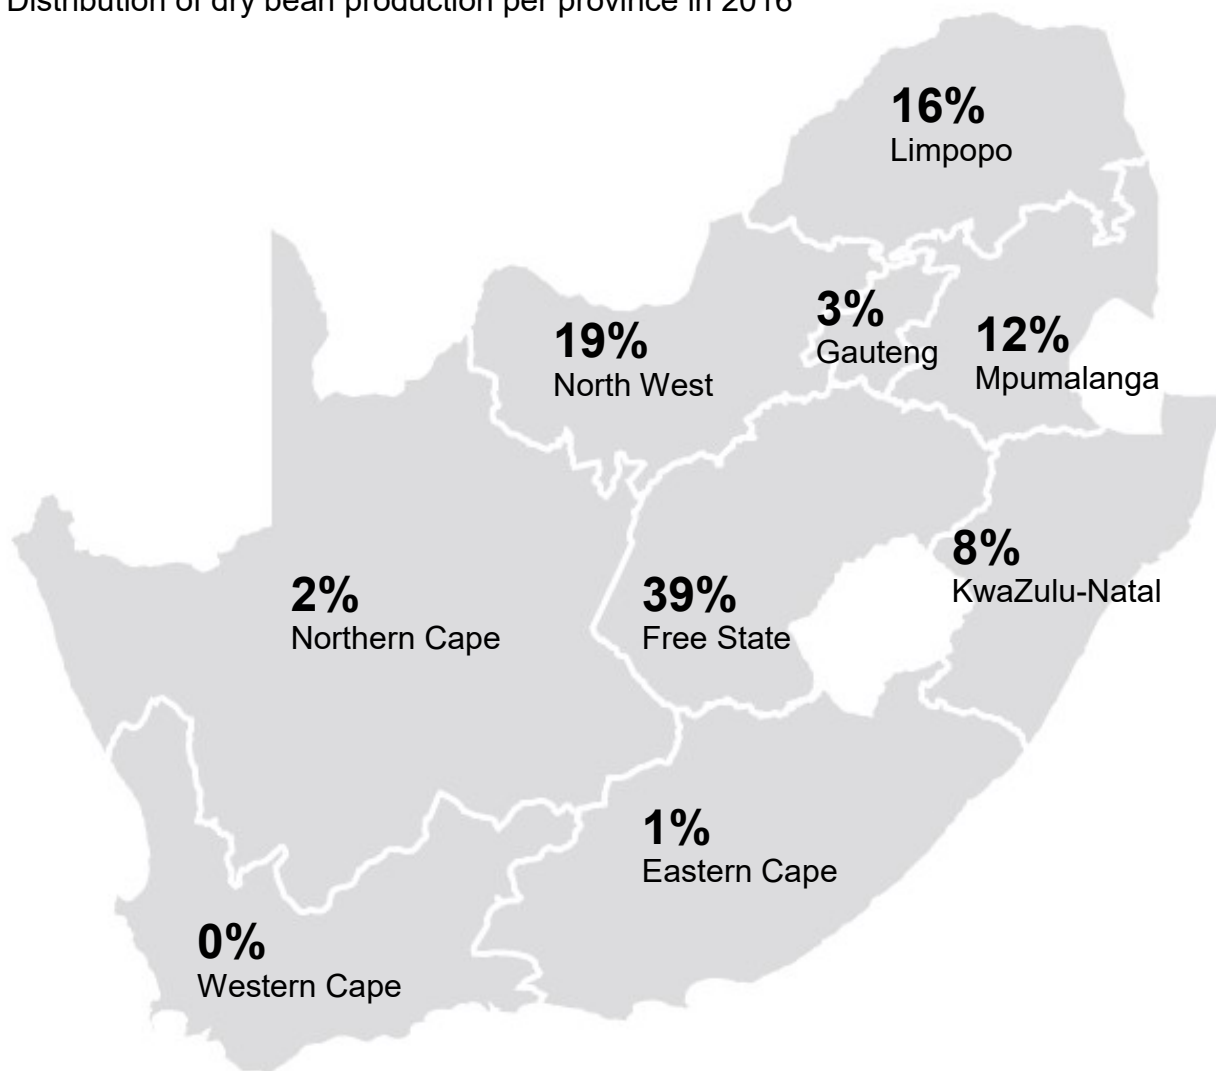 Distribution of dry bean production per province in 2016
16%
Limpopo
3%
Gauteng
12%
Mpumalanga
19%
North West
8%
KwaZulu-Natal
2%
Northern Cape
39%
Free State
1%
Eastern Cape
0%
Western Cape